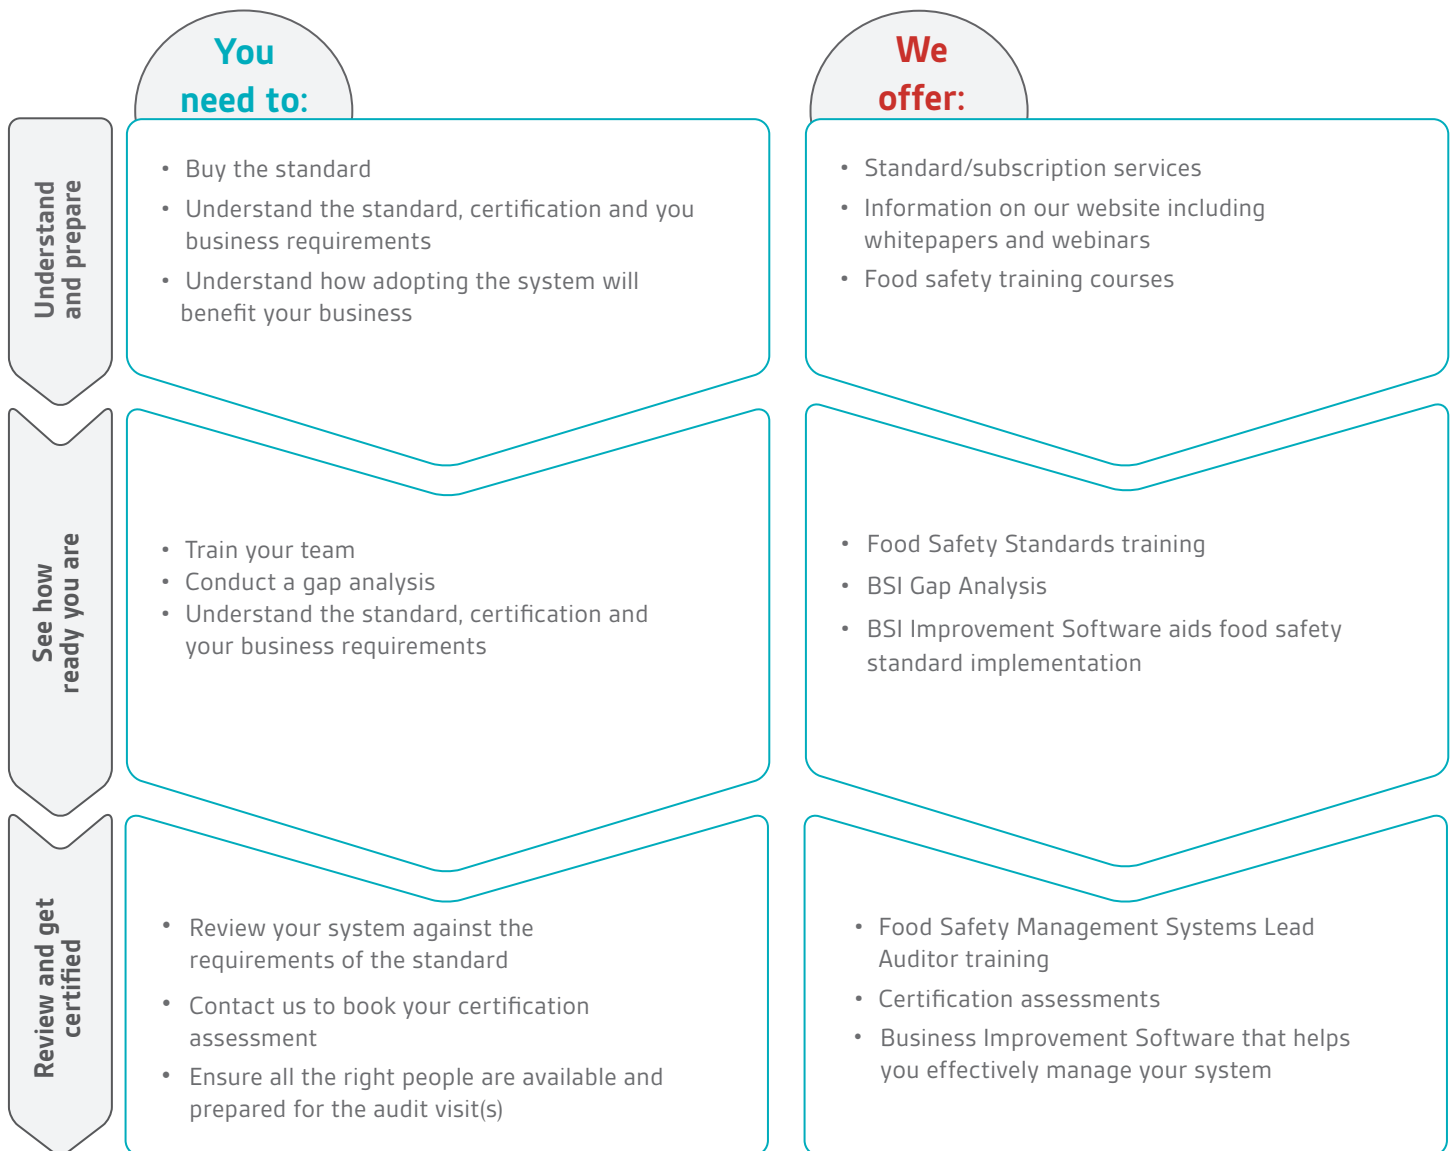 You
need to:
We
offer:
Understand
and prepare
• Buy the standard
• Understand the standard, certification and you
business requirements
• Understand how adopting the system will
benefit your business
• Standard/subscription services
• Information on our website including
whitepapers and webinars
• Food safety training courses
See how
ready you are
• Train your team
• Conduct a gap analysis
• Understand the standard, certification and
your business requirements
• Food Safety Standards training
• BSI Gap Analysis
• BSI Improvement Software aids food safety
standard implementation
Review and get
certified
• Review your system against the
requirements of the standard
• Contact us to book your certification
assessment
• Ensure all the right people are available and
prepared for the audit visit(s)
• Food Safety Management Systems Lead
Auditor training
• Certification assessments
• Business Improvement Software that helps
you effectively manage your system